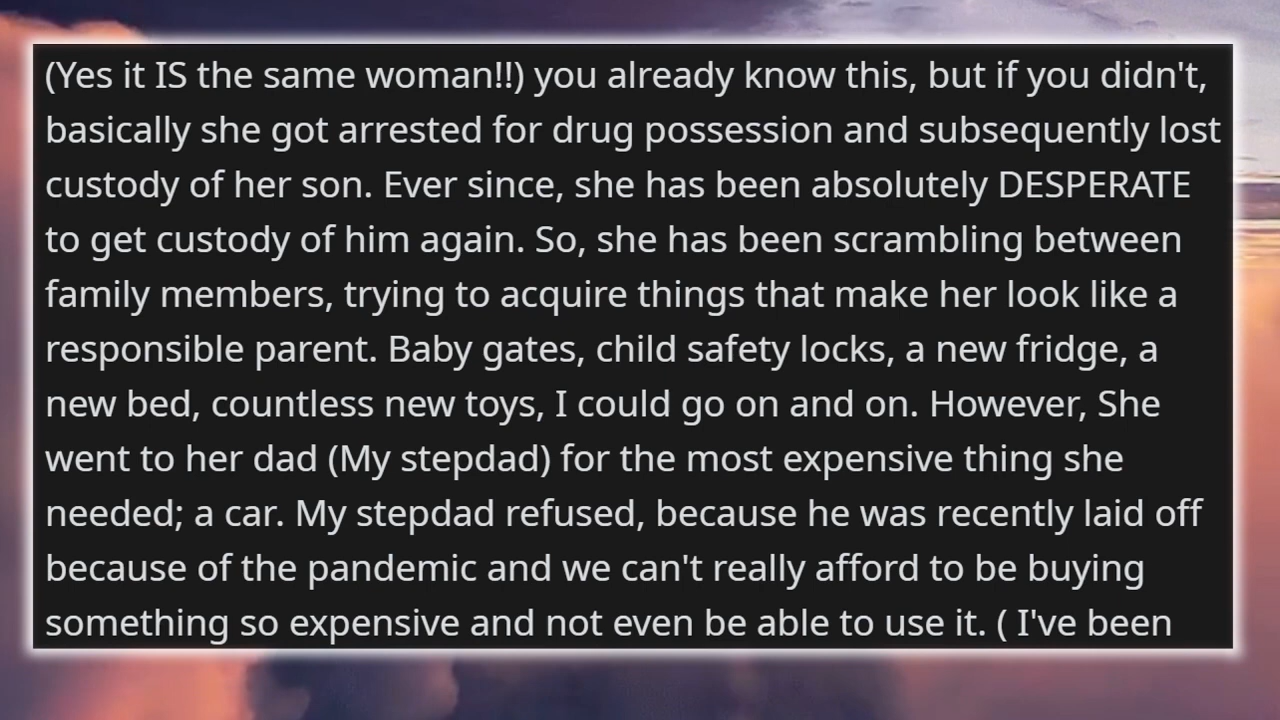 (Yes it IS the same woman!!) you already know this, but if you didn't,
basically she got arrested for drug possession and subsequently lost
custody of her son. Ever since, she has been absolutely DESPERATE
to get custody of him again. So, she has been scrambling between
family members, trying to acquire things that make her look like a
responsible parent. Baby gates, child safety locks, a new fridge, a
new bed, countless new toys, I could go on and on. However, She
went to her dad (My stepdad) for the most expensive thing she
needed; a car. My stepdad refused, because he was recently laid off
because of the pandemic and we can't really afford to be buying
something so expensive and not even be able to use it. ( I've been